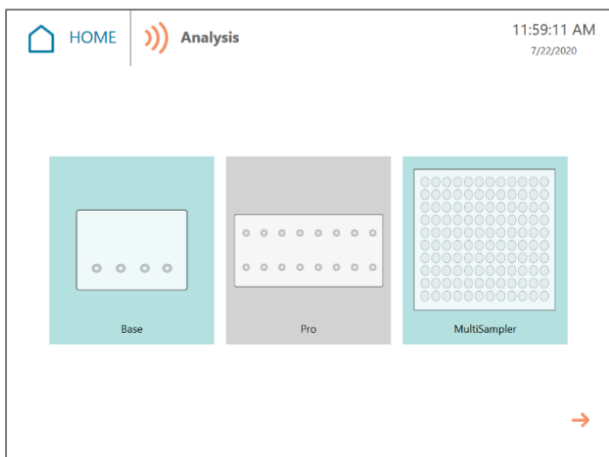 HOME
Analysis
11:59:11 AM
7/22/2020
Base
Pro
MultiSampler